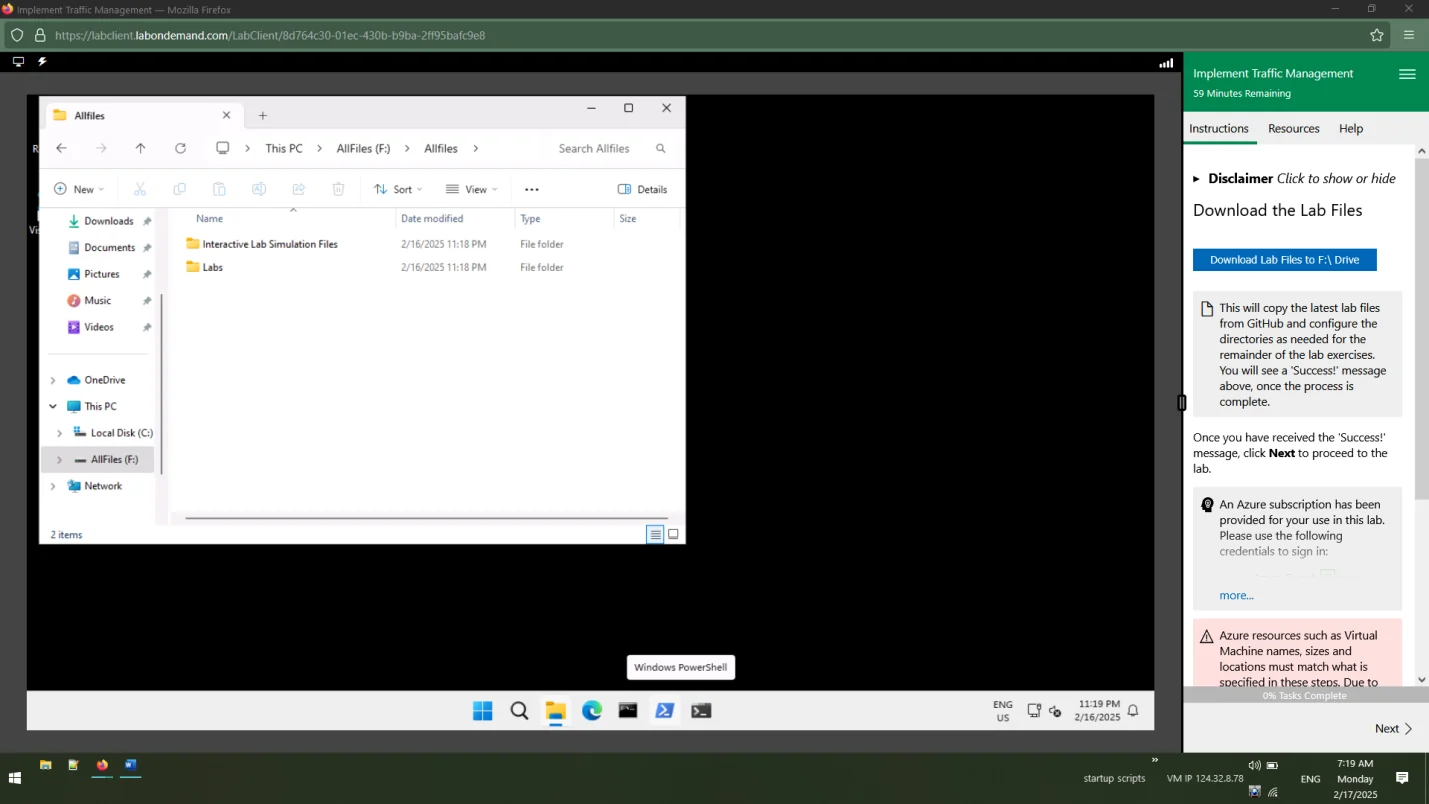 Implement Traffic Management — Mozilla Firefox
https://labclient.labondemand.com/LabClient/8d764c30-01ec-430b-b9ba-2ff95bafc9e8
Allfiles
This PC
AllFiles (F:)
Allfiles
Search Allfiles
New
Sort
View
Details
Name
Date modified
Type
Size
Interactive Lab Simulation Files
2/16/2025 11:18 PM
File folder
Labs
2/16/2025 11:18 PM
File folder
Downloads
Documents
Pictures
Music
Videos
OneDrive
This PC
Local Disk (C:)
AllFiles (F:)
Network
2 items
Windows PowerShell
ENG
US
11:19 PM
2/16/2025
Implement Traffic Management
59 Minutes Remaining
Instructions
Resources
Help
Disclaimer Click to show or hide
Download the Lab Files
Download Lab Files to F:\ Drive
This will copy the latest lab files
from GitHub and configure the
directories as needed for the
remainder of the lab exercises.
You will see a 'Success!' message
above, once the process is
complete.
Once you have received the 'Success!'
message, click Next to proceed to the
lab.
An Azure subscription has been
provided for your use in this lab.
Please use the following
credentials to sign in:
more...
Azure resources such as Virtual
Machine names, sizes and
locations must match what is
specified in these steps. Due to
0% Tasks Complete
Next
startup scripts
VM IP 124.32.8.78
ENG
7:19 AM
Monday
2/17/2025